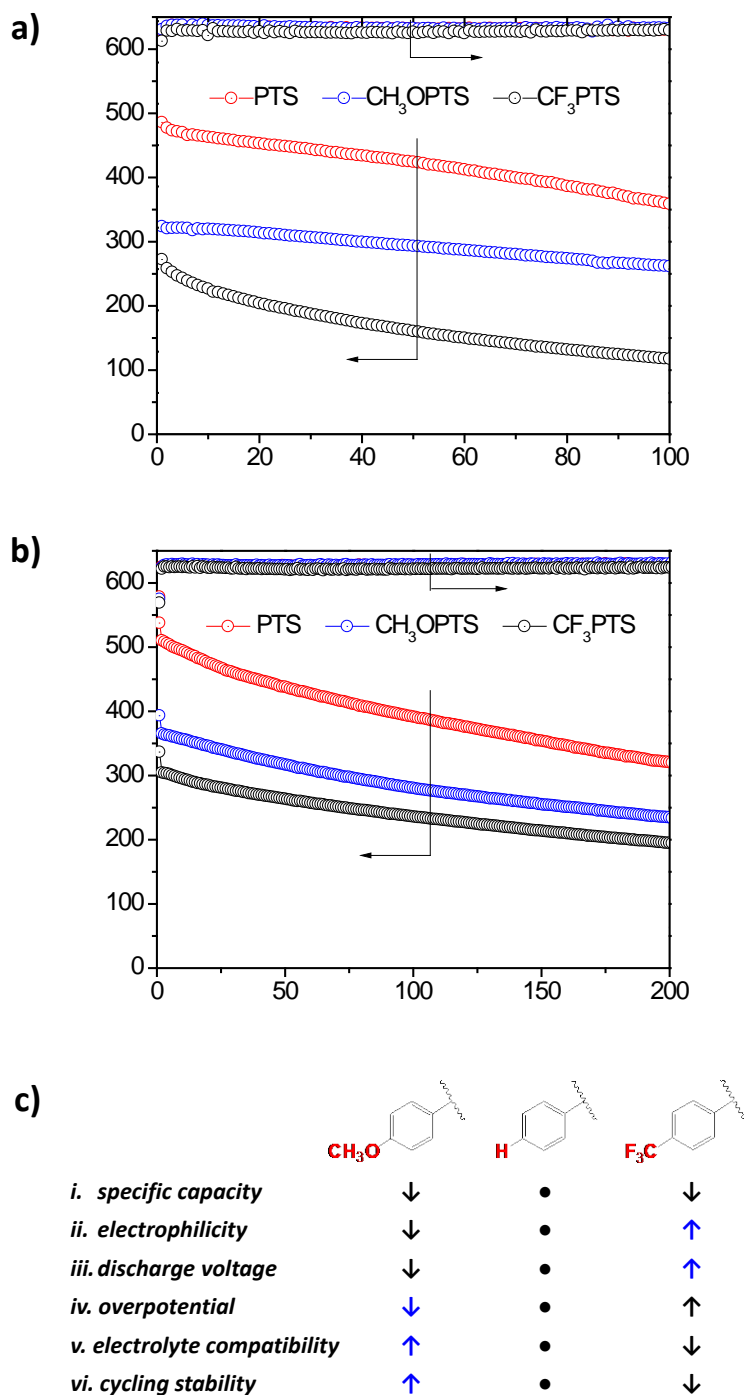 a)
600
500
400
300
200
100
0
PTS CH₃OPTS CF₃PTS
0 20 40 60 80 100
b)
600
500
400
300
200
100
0
PTS CH₃OPTS CF₃PTS
0 50 100 150 200
c)
CH₃O H F₃C
i. specific capacity ↓ • ↓
ii. electrophilicity ↓ • ↑
iii. discharge voltage ↓ • ↑
iv. overpotential ↓ • ↑
v. electrolyte compatibility ↑ • ↓
vi. cycling stability ↑ • ↓